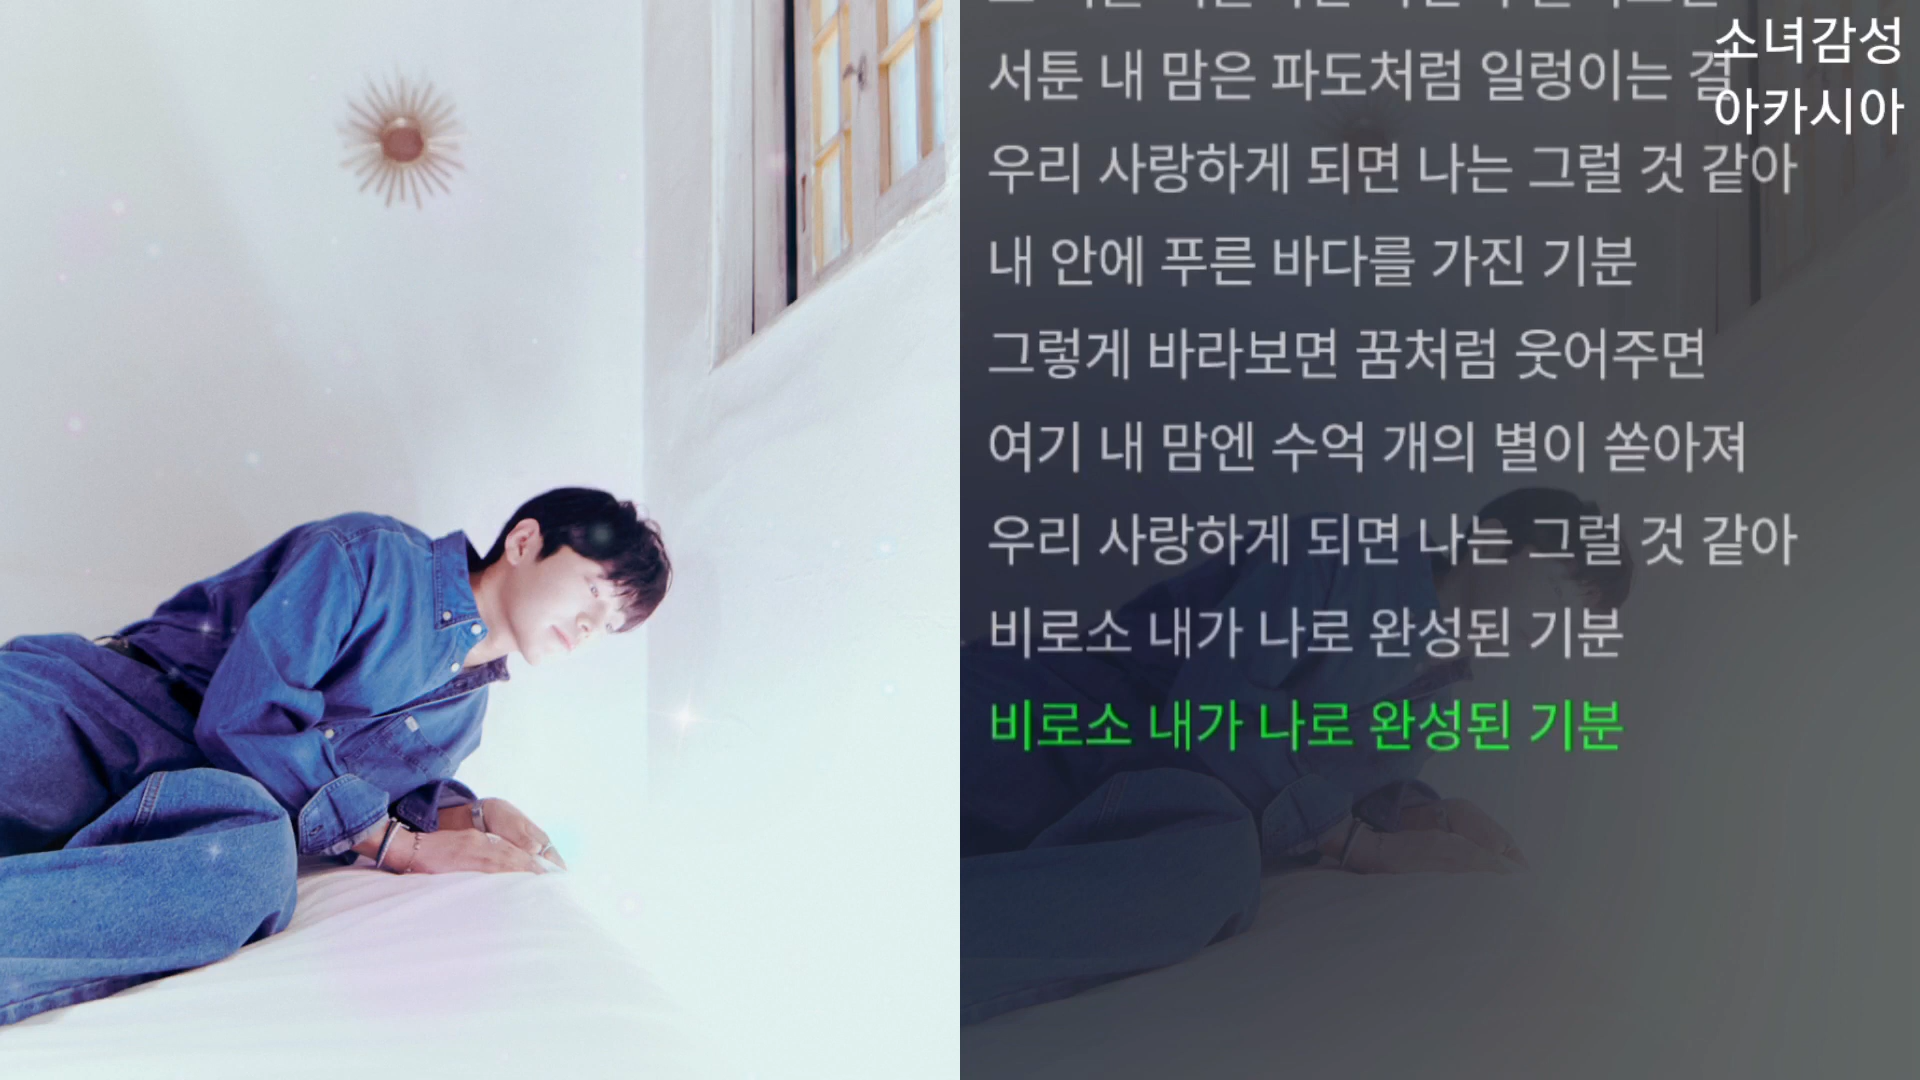 소녀감성
아카시아
서툰 내 맘은 파도처럼 일렁이는 걸
우리 사랑하게 되면 나는 그럴 것 같아
내 안에 푸른 바다를 가진 기분
그렇게 바라보면 꿈처럼 웃어주면
여기 내 맘엔 수억 개의 별이 쏟아져
우리 사랑하게 되면 나는 그럴 것 같아
비로소 내가 나로 완성된 기분
비로소 내가 나로 완성된 기분